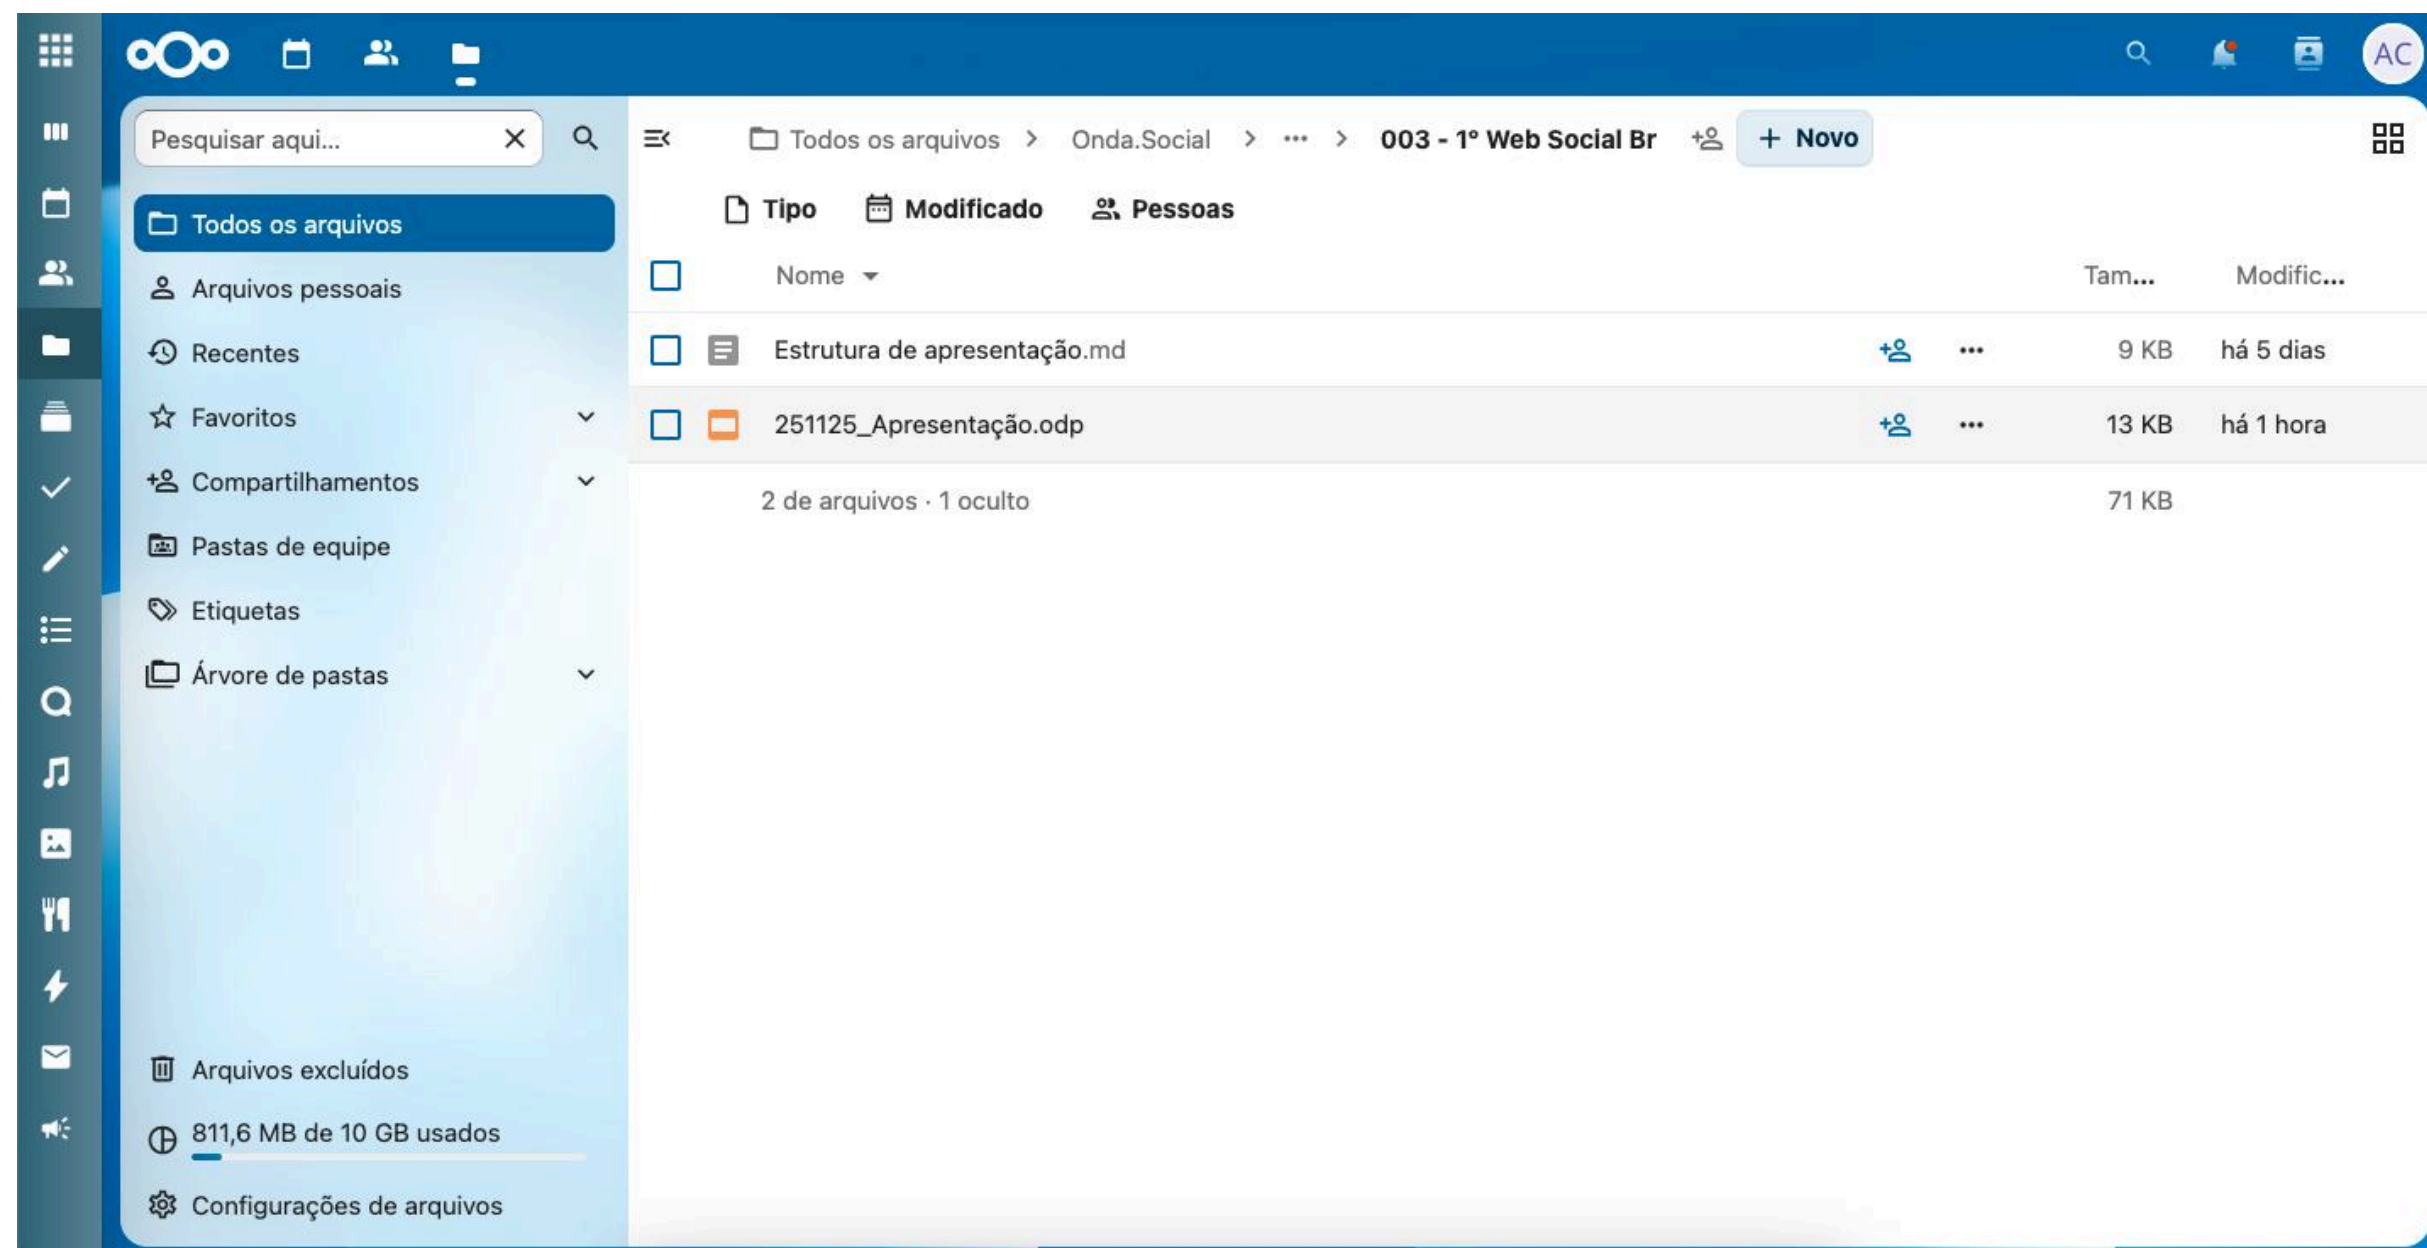 AC
Pesquisar aqui...
Todos os arquivos
Arquivos pessoais
Recentes
Favoritos
Compartilhamentos
Pastas de equipe
Etiquetas
Árvore de pastas
Arquivos excluídos
811,6 MB de 10 GB usados
Configurações de arquivos
Todos os arquivos > Onda.Social > ... > 003 - 1º Web Social Br + Novo
Tipo Modificado Pessoas
Nome Tam... Modific...
Estrutura de apresentação.md 9 KB há 5 dias
251125_Apresentação.odp 13 KB há 1 hora
2 de arquivos · 1 oculto 71 KB